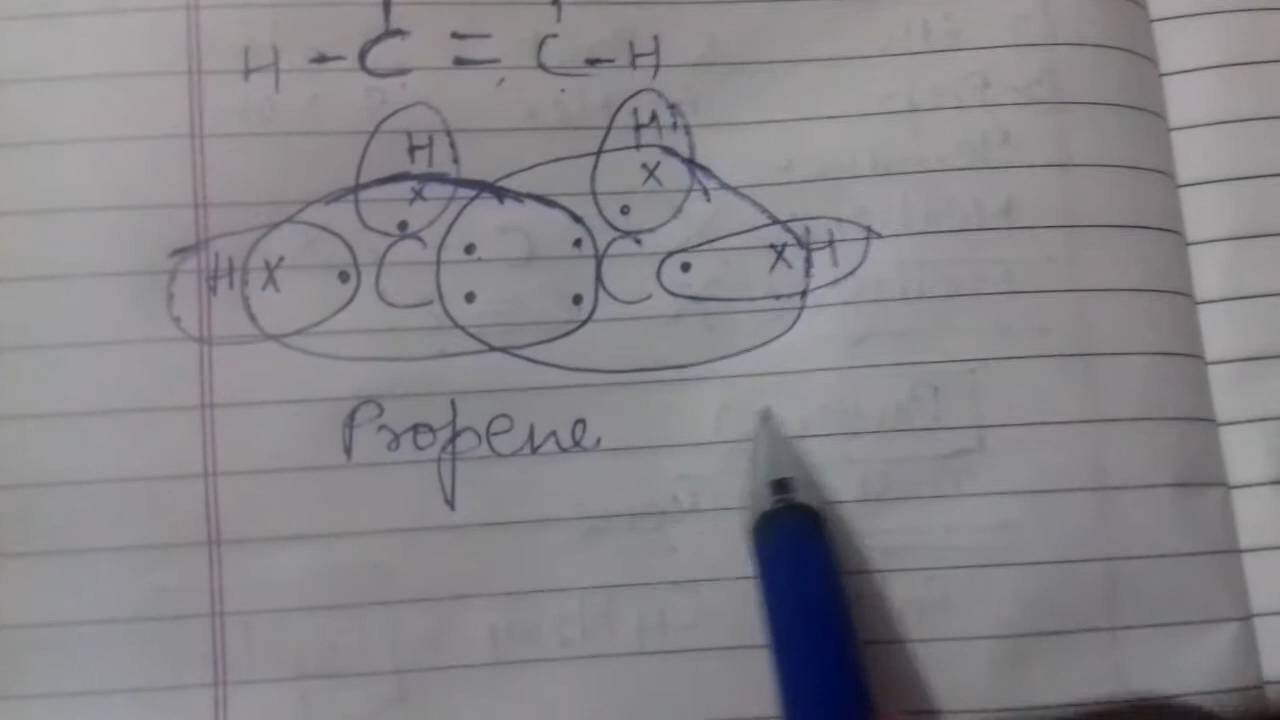 H - C = C - H
H H
x x
H X • C • • C • X H
• •
Propene